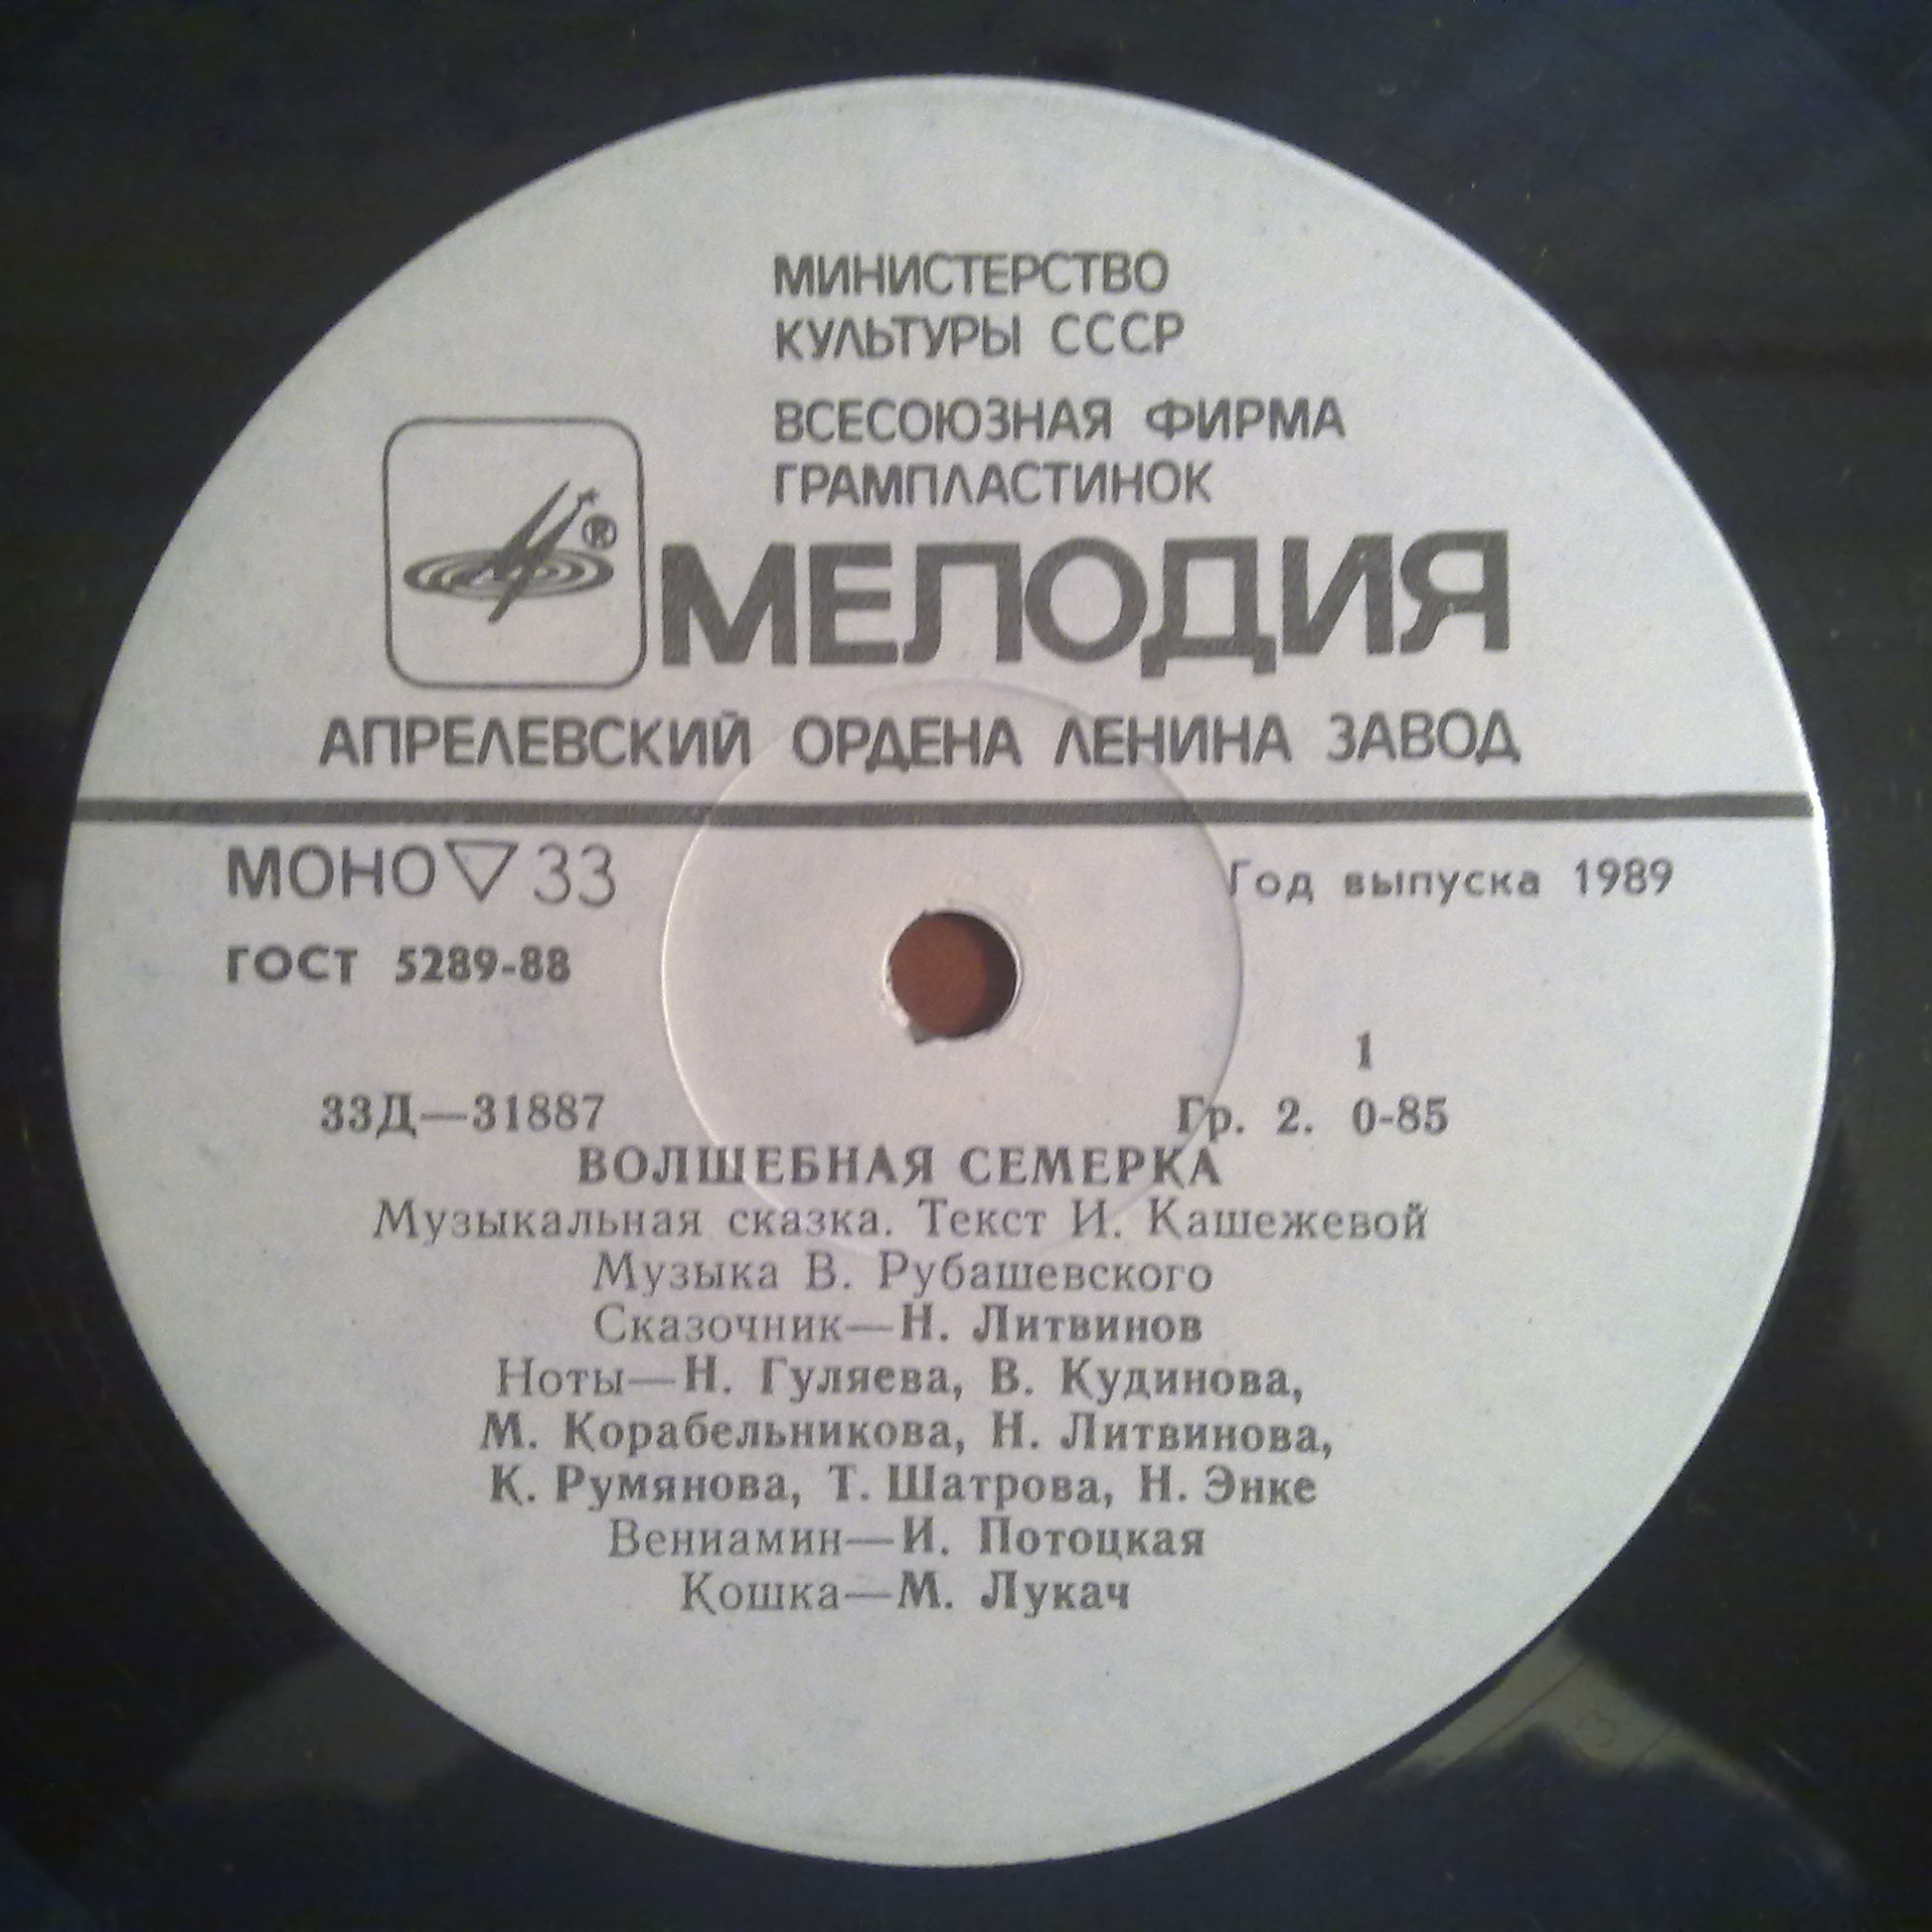 МИНИСТЕРСТВО
КУЛЬТУРЫ СССР
ВСЕСОЮЗНАЯ ФИРМА
ГРАМПЛАСТИНОК
®
МЕЛОДИЯ
АПРЕЛЕВСКИЙ ОРДЕНА ЛЕНИНА ЗАВОД
МОНО ▽ 33
Год выпуска 1989
ГОСТ 5289-88
1
33Д—31887
Гр. 2. 0-85
ВОЛШЕБНАЯ СЕМЕРКА
Музыкальная сказка. Текст И. Кашежевой
Музыка В. Рубашевского
Сказочник—Н. Литвинов
Ноты—Н. Гуляева, В. Кудинова,
М. Корабельникова, Н. Литвинова,
К. Румянова, Т. Шатрова, Н. Энке
Вениамин—И. Потоцкая
Кошка—М. Лукач